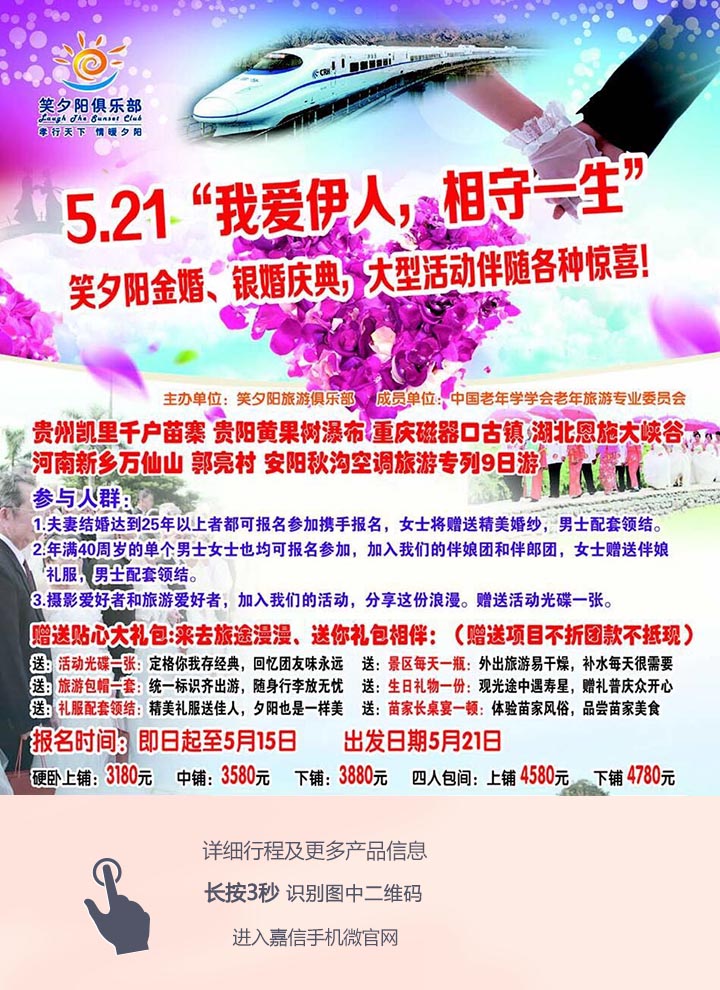 CRH
笑夕阳俱乐部
Laugh The Sunset Club
孝行天下 情暖夕阳
5.21“我爱伊人，相守一生”
笑夕阳金婚、银婚庆典，大型活动伴随各种惊喜！
主办单位：笑夕阳旅游俱乐部 成员单位：中国老年学学会老年旅游专业委员会
贵州凯里千户苗寨 贵阳黄果树瀑布 重庆磁器口古镇 湖北恩施大峡谷
河南新乡万仙山 郭亮村 安阳秋沟空调旅游专列9日游
参与人群：
1.夫妻结婚达到25年以上者都可报名参加携手报名，女士将赠送精美婚纱，男士配套领结。
2.年满40周岁的单个男士女士也均可报名参加，加入我们的伴娘团和伴郎团，女士赠送伴娘
礼服，男士配套领结。
3.摄影爱好者和旅游爱好者，加入我们的活动，分享这份浪漫。赠送活动光碟一张。
赠送贴心大礼包:来去旅途漫漫、送你礼包相伴：（赠送项目不折团款不抵现）
送：活动光碟一张：定格你我存经典，回忆团友味永远 送：景区每天一瓶：外出旅游易干燥，补水每天很需要
送：旅游包帽一套：统一标识齐出游，随身行李放无忧 送：生日礼物一份：观光途中遇寿星，赠礼普庆众开心
送：礼服配套领结：精美礼服送佳人，夕阳也是一样美 送：苗家长桌宴一顿：体验苗家风俗，品尝苗家美食
报名时间：即日起至5月15日 出发日期5月21日
硬卧上铺：3180元 中铺：3580元 下铺：3880元 四人包间：上铺 4580元 下铺 4780元
详细行程及更多产品信息
长按3秒 识别图中二维码
进入嘉信手机微官网